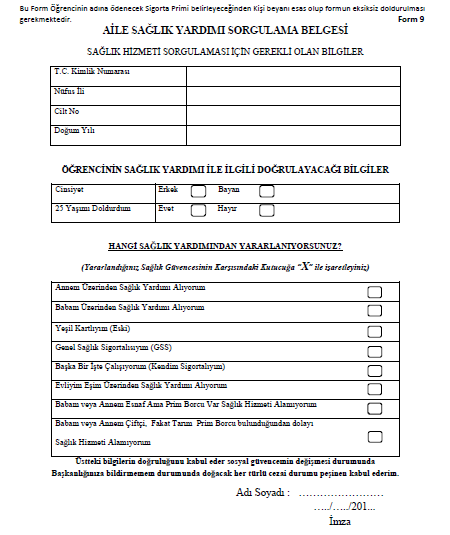 Bu Form Öğrencinin adına ödenecek Sigorta Primi belirleyeceğinden Kişi beyanı esas olup formun eksiksiz doldurulması
gerekmektedir. Form 9
AİLE SAĞLIK YARDIMI SORGULAMA BELGESİ
SAĞLIK HİZMETİ SORGULAMASI İÇİN GEREKLİ OLAN BİLGİLER
T.C. Kimlik Numarası
Nüfus İli
Cilt No
Doğum Yılı
ÖĞRENCİNİN SAĞLIK YARDIMI İLE İLGİLİ DOĞRULAYACAĞI BİLGİLER
Cinsiyet Erkek Bayan
25 Yaşımı Doldurdum Evet Hayır
HANGİ SAĞLIK YARDIMINDAN YARARLANIYORSUNUZ?
(Yararlandığınız Sağlık Güvencesinin Karşısındaki Kutucuğa "X" ile işaretleyiniz)
Annem Üzerinden Sağlık Yardımı Alıyorum
Babam Üzerinden Sağlık Yardımı Alıyorum
Yeşil Kartlıyım (Eski)
Genel Sağlık Sigortalısıyım (GSS)
Başka Bir İşte Çalışıyorum (Kendim Sigortalıyım)
Evliyim Eşim Üzerinden Sağlık Yardımı Alıyorum
Babam veya Annem Esnaf Ama Prim Borcu Var Sağlık Hizmeti Alamıyorum
Babam veya Annem Çiftçi, Fakat Tarım Prim Borcu bulunduğundan dolayı
Sağlık Hizmeti Alamıyorum
Üstteki bilgilerin doğruluğunu kabul eder sosyal güvencemin değişmesi durumunda
Başkanlığınıza bildirmemem durumunda doğacak her türlü cezai durumu peşinen kabul ederim.
Adı Soyadı : ……………………
…../…../201…
İmza